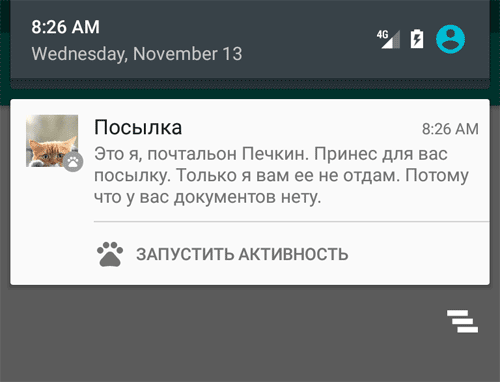 8:26 AM
Wednesday, November 13
4G
Посылка
8:26 AM
Это я, почтальон Печкин. Принес для вас
посылку. Только я вам ее не отдам. Потому
что у вас документов нету.
ЗАПУСТИТЬ АКТИВНОСТЬ